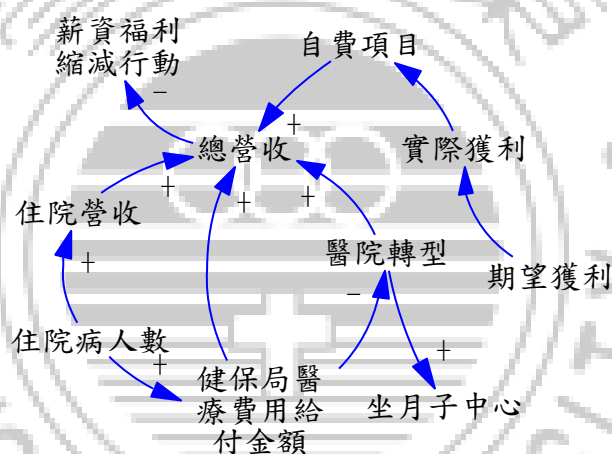 薪資福利
縮減行動
自費項目
−
+
總營收
實際獲利
+
+
+
住院營收
醫院轉型
+
期望獲利
−
住院病人數
+
+
健保局醫
療費用給
付金額
坐月子中心